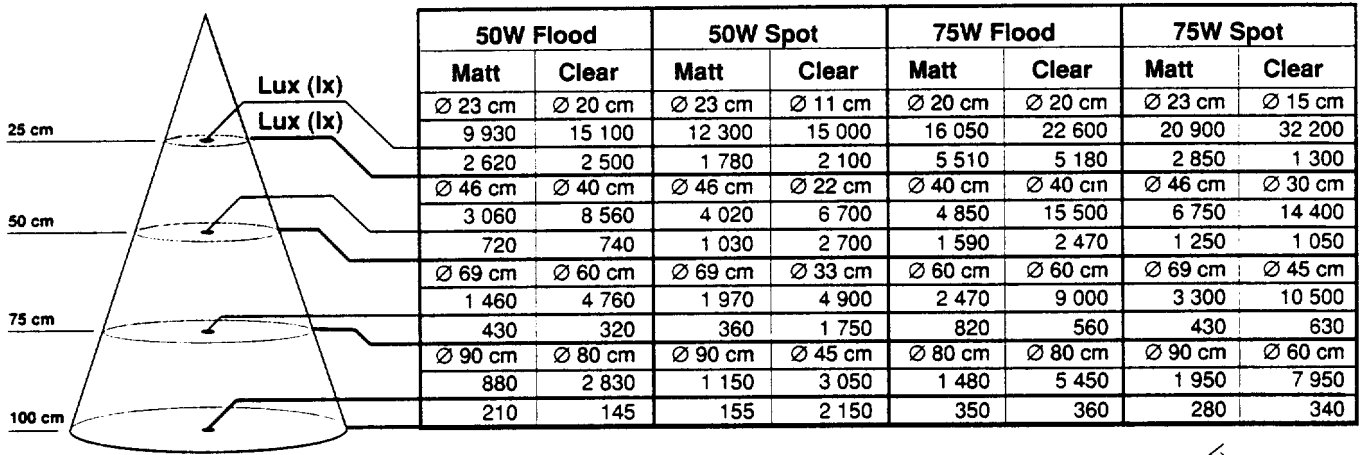 50W Flood 50W Spot 75W Flood 75W Spot
Matt Clear Matt Clear Matt Clear Matt Clear
Lux (lx)
Ø 23 cm Ø 20 cm Ø 23 cm Ø 11 cm Ø 20 cm Ø 20 cm Ø 23 cm Ø 15 cm
Lux (lx)
25 cm
9 930 15 100 12 300 15 000 16 050 22 600 20 900 32 200
2 620 2 500 1 780 2 100 5 510 5 180 2 850 1 300
Ø 46 cm Ø 40 cm Ø 46 cm Ø 22 cm Ø 40 cm Ø 40 cm Ø 46 cm Ø 30 cm
50 cm
3 060 8 560 4 020 6 700 4 850 15 500 6 750 14 400
720 740 1 030 2 700 1 590 2 470 1 250 1 050
Ø 69 cm Ø 60 cm Ø 69 cm Ø 33 cm Ø 60 cm Ø 60 cm Ø 69 cm Ø 45 cm
1 460 4 760 1 970 4 900 2 470 9 000 3 300 10 500
75 cm
430 320 360 1 750 820 560 430 630
Ø 90 cm Ø 80 cm Ø 90 cm Ø 45 cm Ø 80 cm Ø 80 cm Ø 90 cm Ø 60 cm
880 2 830 1 150 3 050 1 480 5 450 1 950 7 950
100 cm
210 145 155 2 150 350 360 280 340